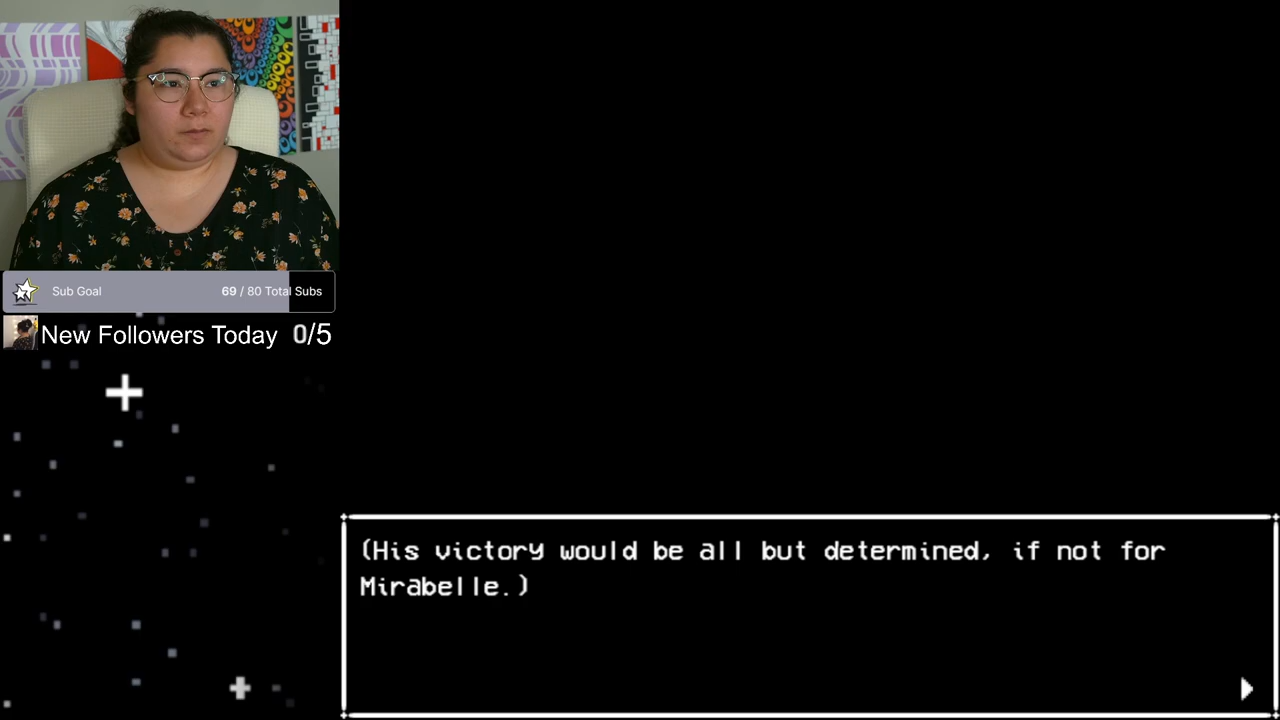 Sub Goal
69 / 80 Total Subs
New Followers Today 0/5
(His victory would be all but determined, if not for
Mirabelle.)